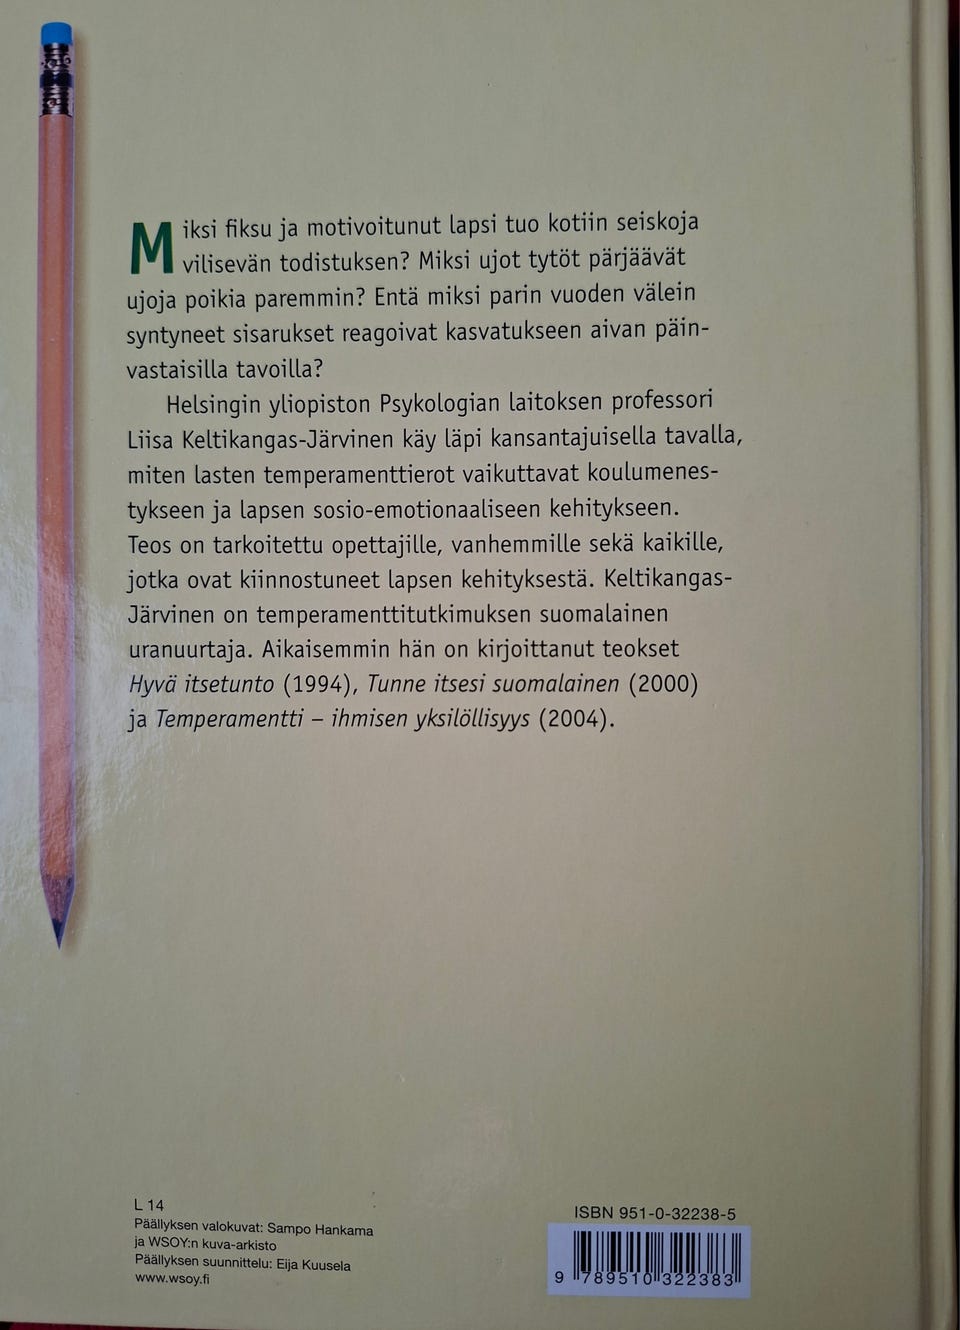 Miksi fiksu ja motivoitunut lapsi tuo kotiin seiskoja
vilisevän todistuksen? Miksi ujot tytöt pärjäävät
ujoja poikia paremmin? Entä miksi parin vuoden välein
syntyneet sisarukset reagoivat kasvatukseen aivan päin-
vastaisilla tavoilla?
Helsingin yliopiston Psykologian laitoksen professori
Liisa Keltikangas-Järvinen käy läpi kansantajuisella tavalla,
miten lasten temperamenttierot vaikuttavat koulumenes-
tykseen ja lapsen sosio-emotionaaliseen kehitykseen.
Teos on tarkoitettu opettajille, vanhemmille sekä kaikille,
jotka ovat kiinnostuneet lapsen kehityksestä. Keltikangas-
Järvinen on temperamenttitutkimuksen suomalainen
uranuurtaja. Aikaisemmin hän on kirjoittanut teokset
Hyvä itsetunto (1994), Tunne itsesi suomalainen (2000)
ja Temperamentti – ihmisen yksilöllisyys (2004).
L 14
Päällyksen valokuvat: Sampo Hankama
ja WSOY:n kuva-arkisto
Päällyksen suunnittelu: Eija Kuusela
www.wsoy.fi
ISBN 951-0-32238-5
9 789510 322383